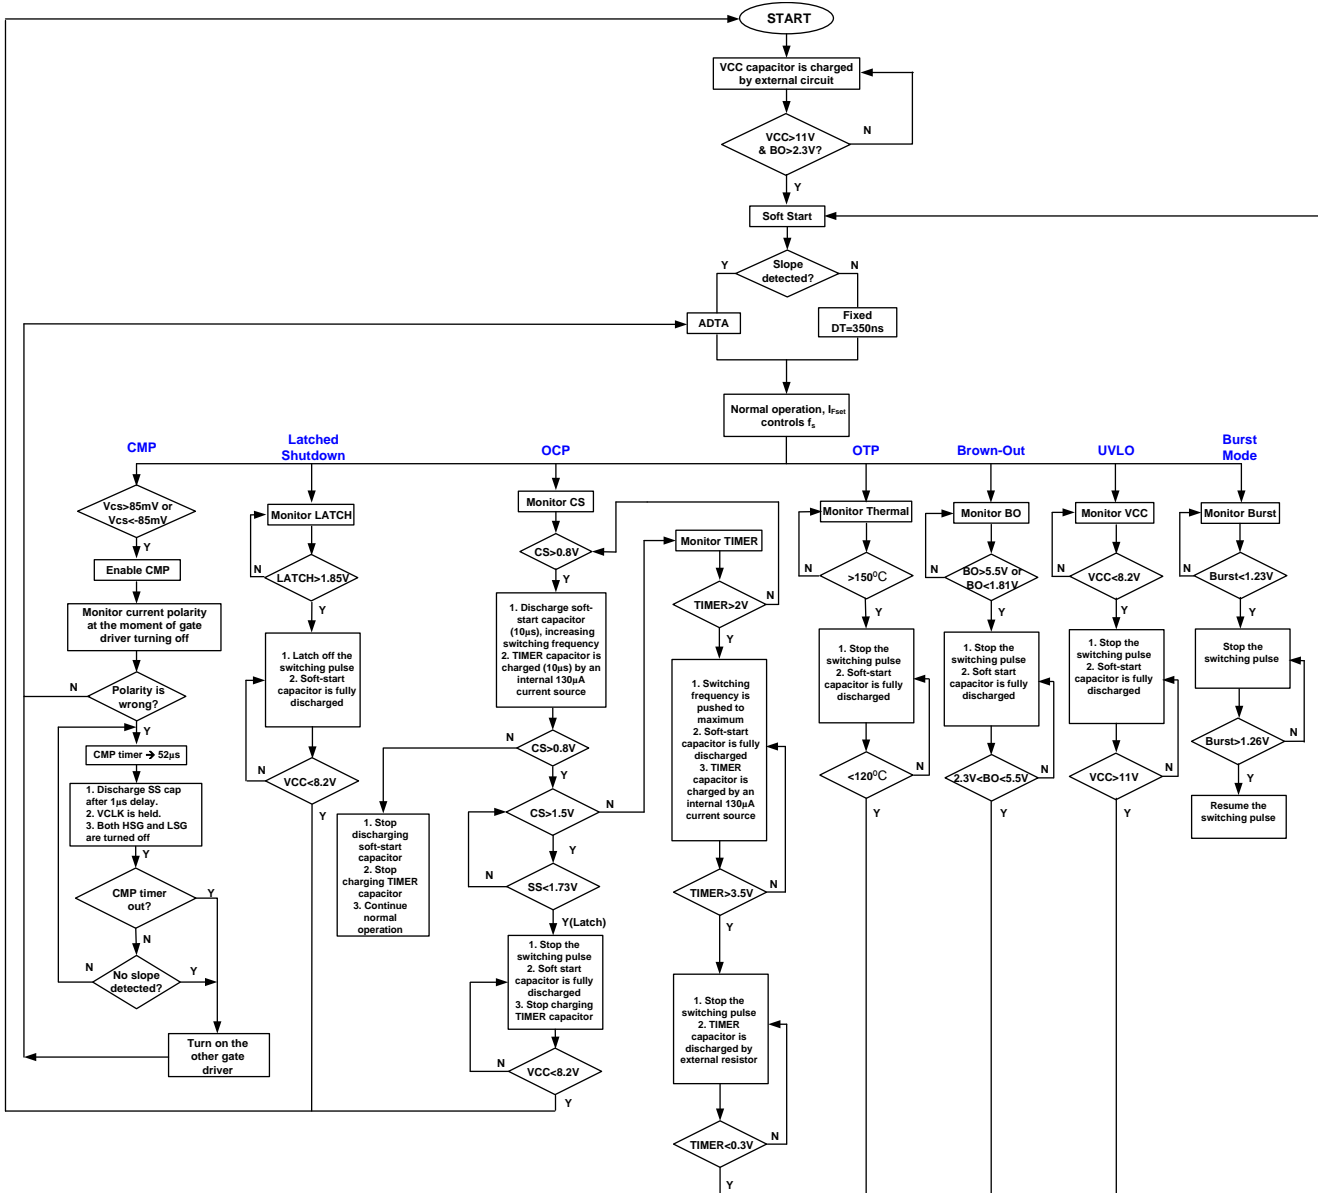 START
VCC capacitor is charged
by external circuit
VCC>11V
& BO>2.3V?
N
Y
Soft Start
Slope
detected?
Y
N
ADTA
Fixed
DT=350ns
Normal operation, IFset
controls fs
CMP
Vcs>85mV or
Vcs<-85mV
Y
Enable CMP
Monitor current polarity
at the moment of gate
driver turning off
Polarity is
wrong?
N
Y
CMP timer → 52µs
1. Discharge SS cap
after 1µs delay.
2. VCLK is held.
3. Both HSG and LSG
are turned off
Y
CMP timer
out?
Y
N
No slope
detected?
N
Y
Turn on the
other gate
driver
Latched
Shutdown
Monitor LATCH
LATCH>1.85V
N
Y
1. Latch off the
switching pulse
2. Soft-start
capacitor is fully
discharged
VCC<8.2V
N
Y
OCP
Monitor CS
CS>0.8V
Y
1. Discharge soft-
start capacitor
(10µs), increasing
switching frequency
2. TIMER capacitor is
charged (10µs) by an
internal 130µA
current source
CS>0.8V
N
Y
1. Stop
discharging
soft-start
capacitor
2. Stop
charging TIMER
capacitor
3. Continue
normal
operation
CS>1.5V
N
Y
SS<1.73V
N
Y(Latch)
1. Stop the
switching pulse
2. Soft start
capacitor is fully
discharged
3. Stop charging
TIMER capacitor
VCC<8.2V
N
Y
Monitor TIMER
TIMER>2V
N
Y
1. Switching
frequency is
pushed to
maximum
2. Soft-start
capacitor is fully
discharged
3. TIMER
capacitor is
charged by an
internal 130µA
current source
TIMER>3.5V
N
Y
1. Stop the
switching pulse
2. TIMER
capacitor is
discharged by
external resistor
TIMER<0.3V
N
Y
OTP
Monitor Thermal
>150⁰C
N
Y
1. Stop the
switching pulse
2. Soft-start
capacitor is fully
discharged
<120⁰C
N
Y
Brown-Out
Monitor BO
BO>5.5V or
BO<1.81V
N
Y
1. Stop the
switching pulse
2. Soft start
capacitor is fully
discharged
2.3V<BO<5.5V
N
Y
UVLO
Monitor VCC
VCC<8.2V
N
Y
1. Stop the
switching pulse
2. Soft-start
capacitor is fully
discharged
VCC>11V
N
Y
Burst
Mode
Monitor Burst
Burst<1.23V
N
Y
Stop the
switching pulse
Burst>1.26V
N
Y
Resume the
switching pulse